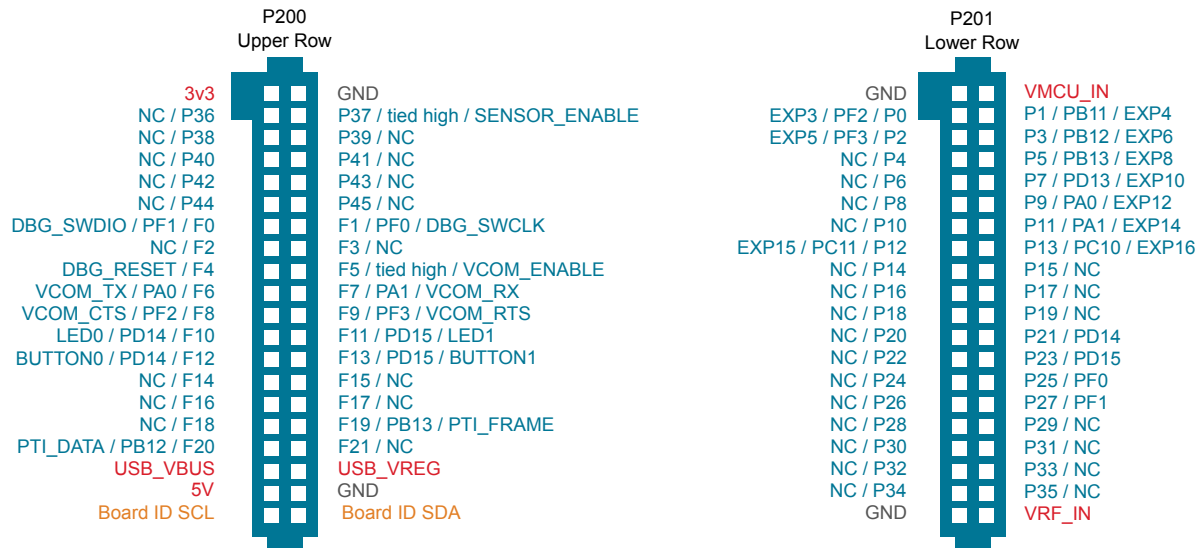 P200
Upper Row
3v3 GND
NC / P36 P37 / tied high / SENSOR_ENABLE
NC / P38 P39 / NC
NC / P40 P41 / NC
NC / P42 P43 / NC
NC / P44 P45 / NC
DBG_SWDIO / PF1 / F0 F1 / PF0 / DBG_SWCLK
NC / F2 F3 / NC
DBG_RESET / F4 F5 / tied high / VCOM_ENABLE
VCOM_TX / PA0 / F6 F7 / PA1 / VCOM_RX
VCOM_CTS / PF2 / F8 F9 / PF3 / VCOM_RTS
LED0 / PD14 / F10 F11 / PD15 / LED1
BUTTON0 / PD14 / F12 F13 / PD15 / BUTTON1
NC / F14 F15 / NC
NC / F16 F17 / NC
NC / F18 F19 / PB13 / PTI_FRAME
PTI_DATA / PB12 / F20 F21 / NC
USB_VBUS USB_VREG
5V GND
Board ID SCL Board ID SDA
P201
Lower Row
GND VMCU_IN
EXP3 / PF2 / P0 P1 / PB11 / EXP4
EXP5 / PF3 / P2 P3 / PB12 / EXP6
NC / P4 P5 / PB13 / EXP8
NC / P6 P7 / PD13 / EXP10
NC / P8 P9 / PA0 / EXP12
NC / P10 P11 / PA1 / EXP14
EXP15 / PC11 / P12 P13 / PC10 / EXP16
NC / P14 P15 / NC
NC / P16 P17 / NC
NC / P18 P19 / NC
NC / P20 P21 / PD14
NC / P22 P23 / PD15
NC / P24 P25 / PF0
NC / P26 P27 / PF1
NC / P28 P29 / NC
NC / P30 P31 / NC
NC / P32 P33 / NC
NC / P34 P35 / NC
GND VRF_IN